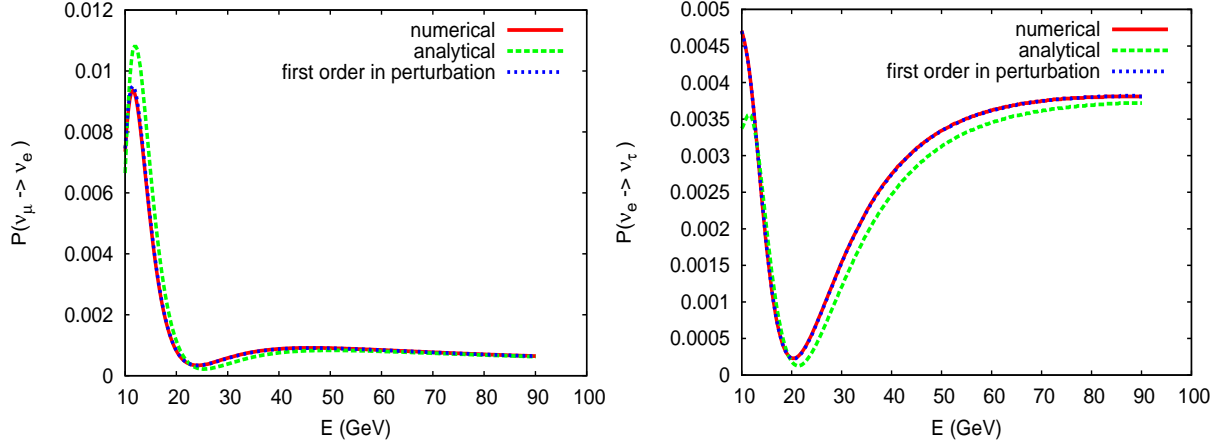 numerical
analytical
first order in perturbation
P(ν_μ -> ν_e )
0.012
0.01
0.008
0.006
0.004
0.002
0
10 20 30 40 50 60 70 80 90 100
E (GeV)
numerical
analytical
first order in perturbation
P(ν_e -> ν_τ )
0.005
0.0045
0.004
0.0035
0.003
0.0025
0.002
0.0015
0.001
0.0005
0
10 20 30 40 50 60 70 80 90 100
E (GeV)